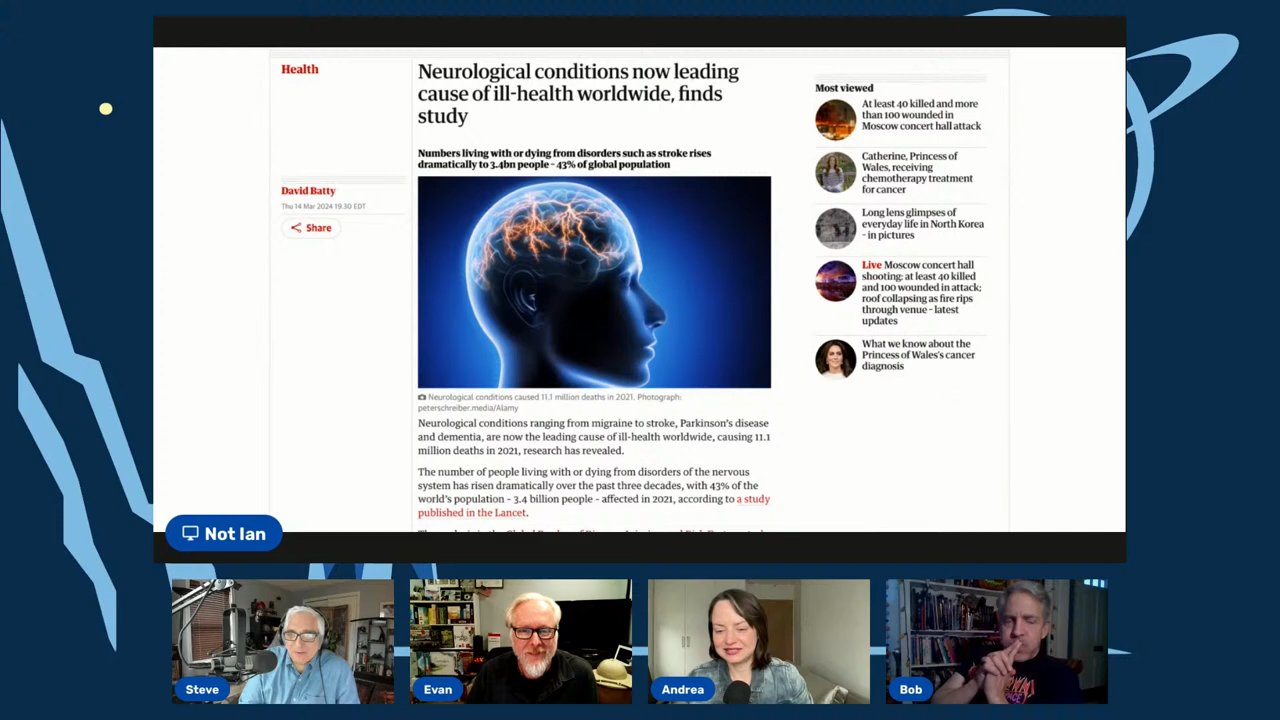 Health
Neurological conditions now leading
cause of ill-health worldwide, finds
study
Numbers living with or dying from disorders such as stroke rises
dramatically to 3.4bn people – 43% of global population
David Batty
Thu 14 Mar 2024 19.30 EDT
Share
Neurological conditions caused 11.1 million deaths in 2021. Photograph:
peterschreiber.media/Alamy
Neurological conditions ranging from migraine to stroke, Parkinson's disease
and dementia, are now the leading cause of ill-health worldwide, causing 11.1
million deaths in 2021, research has revealed.
The number of people living with or dying from disorders of the nervous
system has risen dramatically over the past three decades, with 43% of the
world's population – 3.4 billion people – affected in 2021, according to a study
published in the Lancet.
Most viewed
At least 40 killed and more
than 100 wounded in
Moscow concert hall attack
Catherine, Princess of
Wales, receiving
chemotherapy treatment
for cancer
Long lens glimpses of
everyday life in North Korea
– in pictures
Live Moscow concert hall
shooting: at least 40 killed
and 100 wounded in attack;
roof collapsing as fire rips
through venue – latest
updates
What we know about the
Princess of Wales's cancer
diagnosis
Not Ian
Steve
Evan
Andrea
Bob